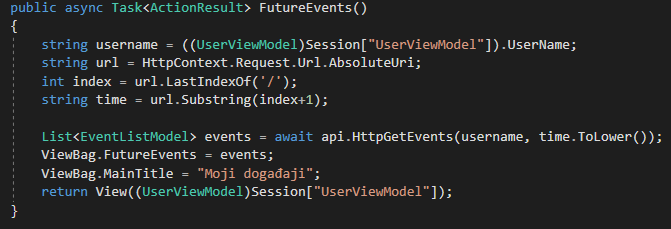 public async Task<ActionResult> FutureEvents()
{
string username = ((UserViewModel)Session["UserViewModel"]).UserName;
string url = HttpContext.Request.Url.AbsoluteUri;
int index = url.LastIndexOf('/');
string time = url.Substring(index+1);
List<EventListModel> events = await api.HttpGetEvents(username, time.ToLower());
ViewBag.FutureEvents = events;
ViewBag.MainTitle = "Moji događaji";
return View((UserViewModel)Session["UserViewModel"]);
}